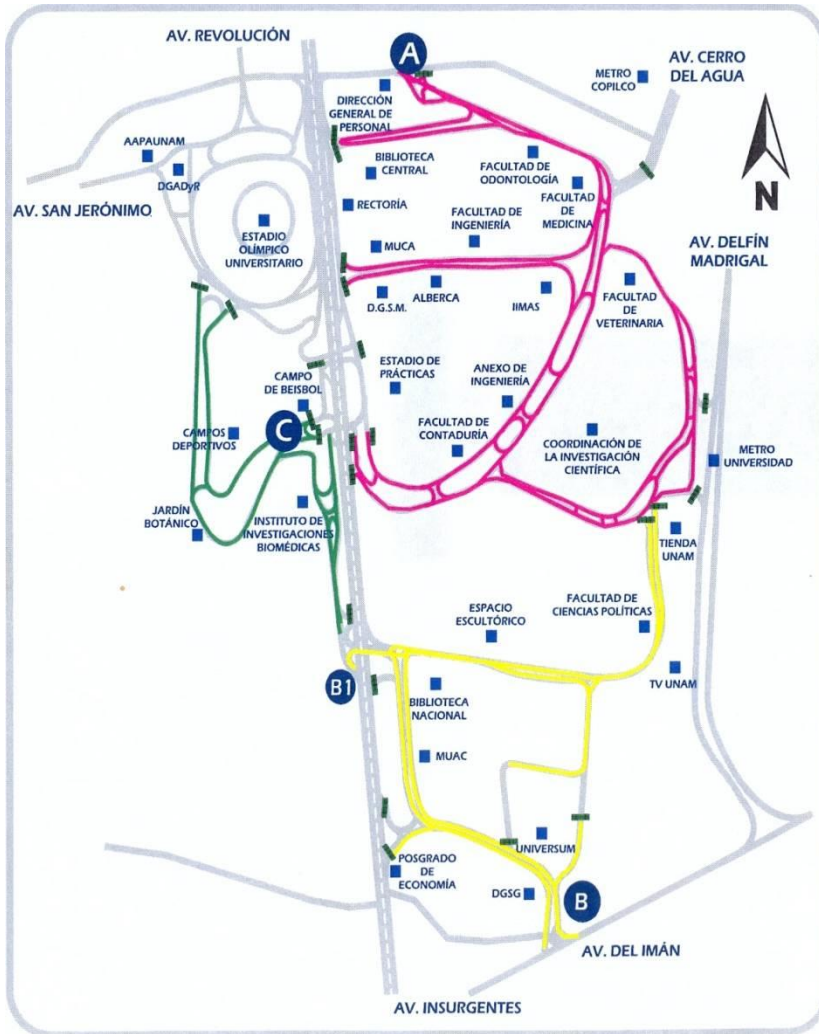 AV. REVOLUCIÓN
A
AV. CERRO
DEL AGUA
METRO
COPILCO
DIRECCIÓN
GENERAL DE
PERSONAL
AAPAUNAM
DGADyR
BIBLIOTECA
CENTRAL
FACULTAD DE
ODONTOLOGÍA
FACULTAD
DE
MEDICINA
N
AV. SAN JERÓNIMO
RECTORÍA
FACULTAD DE
INGENIERÍA
ESTADIO
OLÍMPICO
UNIVERSITARIO
MUCA
AV. DELFÍN
MADRIGAL
D.G.S.M.
ALBERCA
IIMAS
FACULTAD
DE
VETERINARIA
ESTADIO DE
PRÁCTICAS
ANEXO DE
INGENIERÍA
CAMPO
DE BEISBOL
C
CAMPOS
DEPORTIVOS
FACULTAD DE
CONTADURÍA
COORDINACIÓN DE
LA INVESTIGACIÓN
CIENTÍFICA
METRO
UNIVERSIDAD
JARDÍN
BOTÁNICO
INSTITUTO DE
INVESTIGACIONES
BIOMÉDICAS
TIENDA
UNAM
ESPACIO
ESCULTÓRICO
FACULTAD DE
CIENCIAS POLÍTICAS
B1
BIBLIOTECA
NACIONAL
TV UNAM
MUAC
UNIVERSUM
POSGRADO
DE
ECONOMÍA
DGSG
B
AV. DEL IMÁN
AV. INSURGENTES